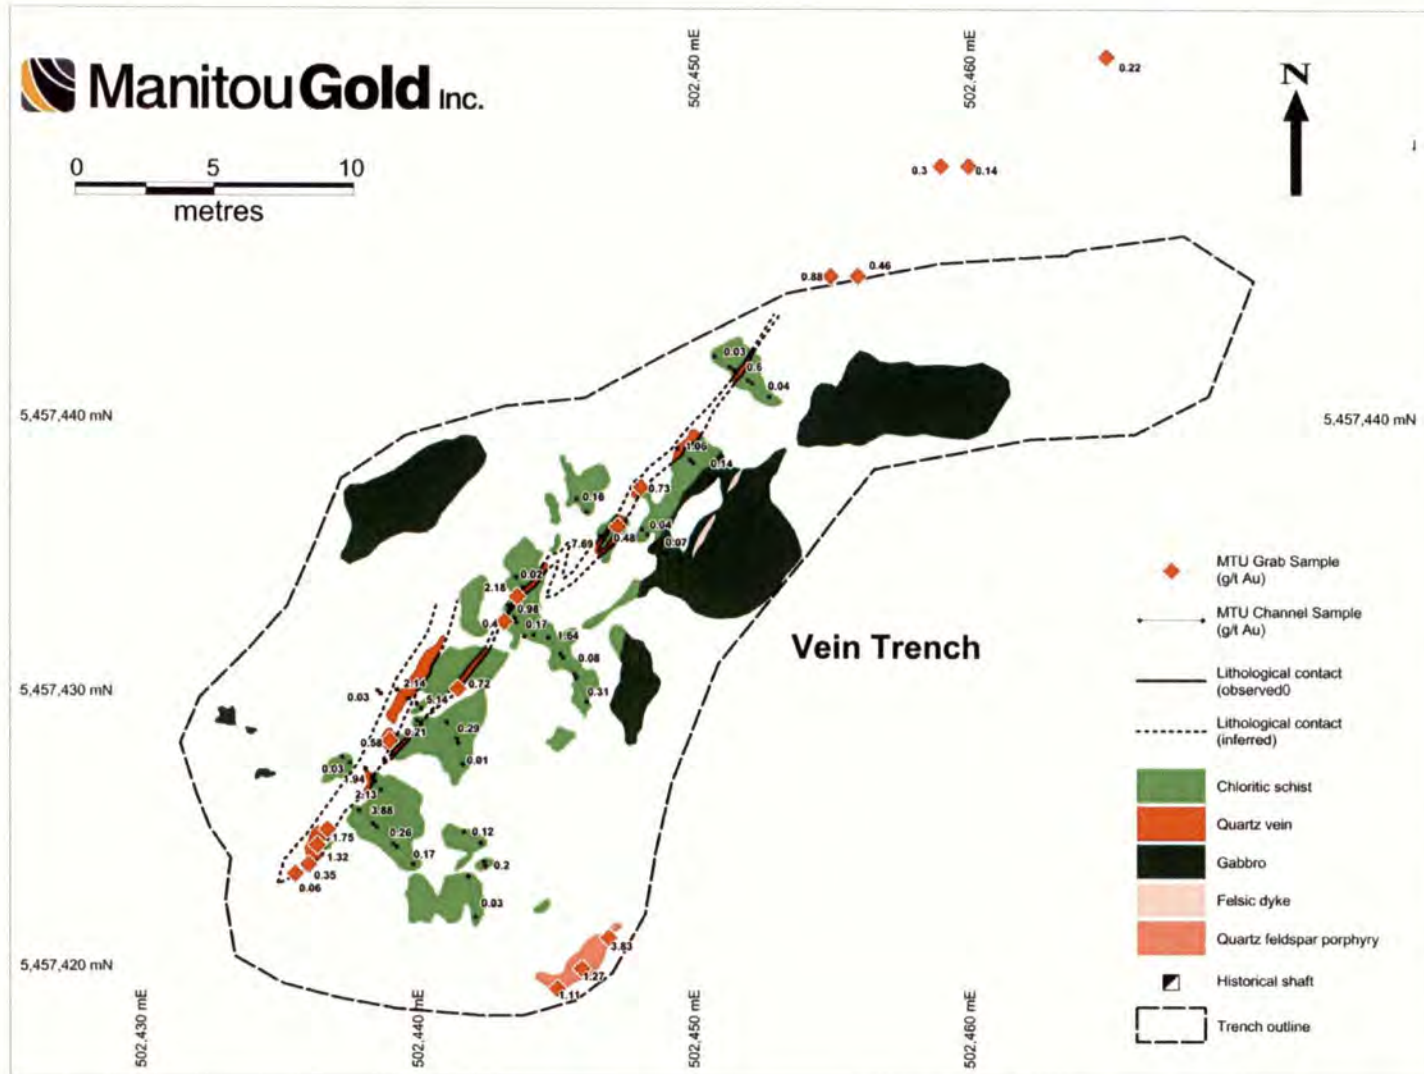 ManitouGold Inc.
502,450 mE
502,460 mE
N
0.22
0 5 10
metres
0.3
0.14
0.88
0.46
0.03
0.6
0.04
5,457,440 mN
5,457,440 mN
1.06
0.14
0.73
0.16
0.04
0.48
0.07
7.69
0.02
2.18
0.98
0.4
0.17
1.64
0.08
0.31
Vein Trench
0.72
2.14
5.14
0.03
5,457,430 mN
0.21
0.58
0.29
0.01
0.03
1.94
2.13
3.88
0.26
0.17
0.12
0.2
0.03
1.75
1.32
0.35
0.06
3.83
1.27
1.11
5,457,420 mN
502,430 mE
502,440 mE
502,450 mE
502,460 mE
MTU Grab Sample
(g/t Au)
MTU Channel Sample
(g/t Au)
Lithological contact
(observed0
Lithological contact
(inferred)
Chloritic schist
Quartz vein
Gabbro
Felsic dyke
Quartz feldspar porphyry
Historical shaft
Trench outline